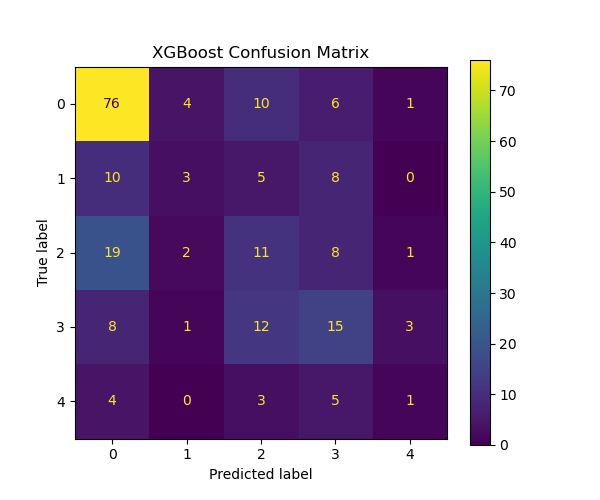 XGBoost Confusion Matrix
70
0 76 4 10 6 1
60
1 10 3 5 8 0
50
40
True label
2 19 2 11 8 1
30
3 8 1 12 15 3
20
10
4 4 0 3 5 1
0
0 1 2 3 4
Predicted label